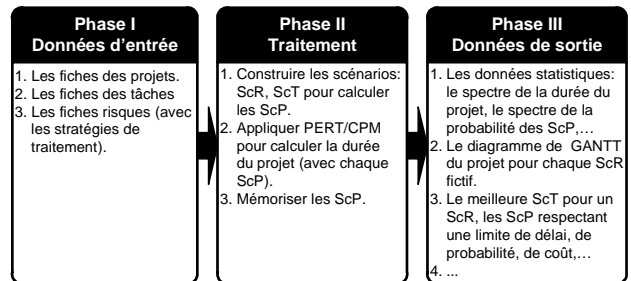 Phase I
Données d'entrée
1. Les fiches des projets.
2. Les fiches des tâches
3. Les fiches risques (avec
les stratégies de
traitement).
Phase II
Traitement
1. Construire les scénarios:
ScR, ScT pour calculer
les ScP.
2. Appliquer PERT/CPM
pour calculer la durée
du projet (avec chaque
ScP).
3. Mémoriser les ScP.
Phase III
Données de sortie
1. Les données statistiques:
le spectre de la durée du
projet, le spectre de la
probabilité des ScP,…
2. Le diagramme de GANTT
du projet pour chaque ScR
fictif.
3. Le meilleure ScT pour un
ScR, les ScP respectant
une limite de délai, de
probabilité, de coût,…
4. ...